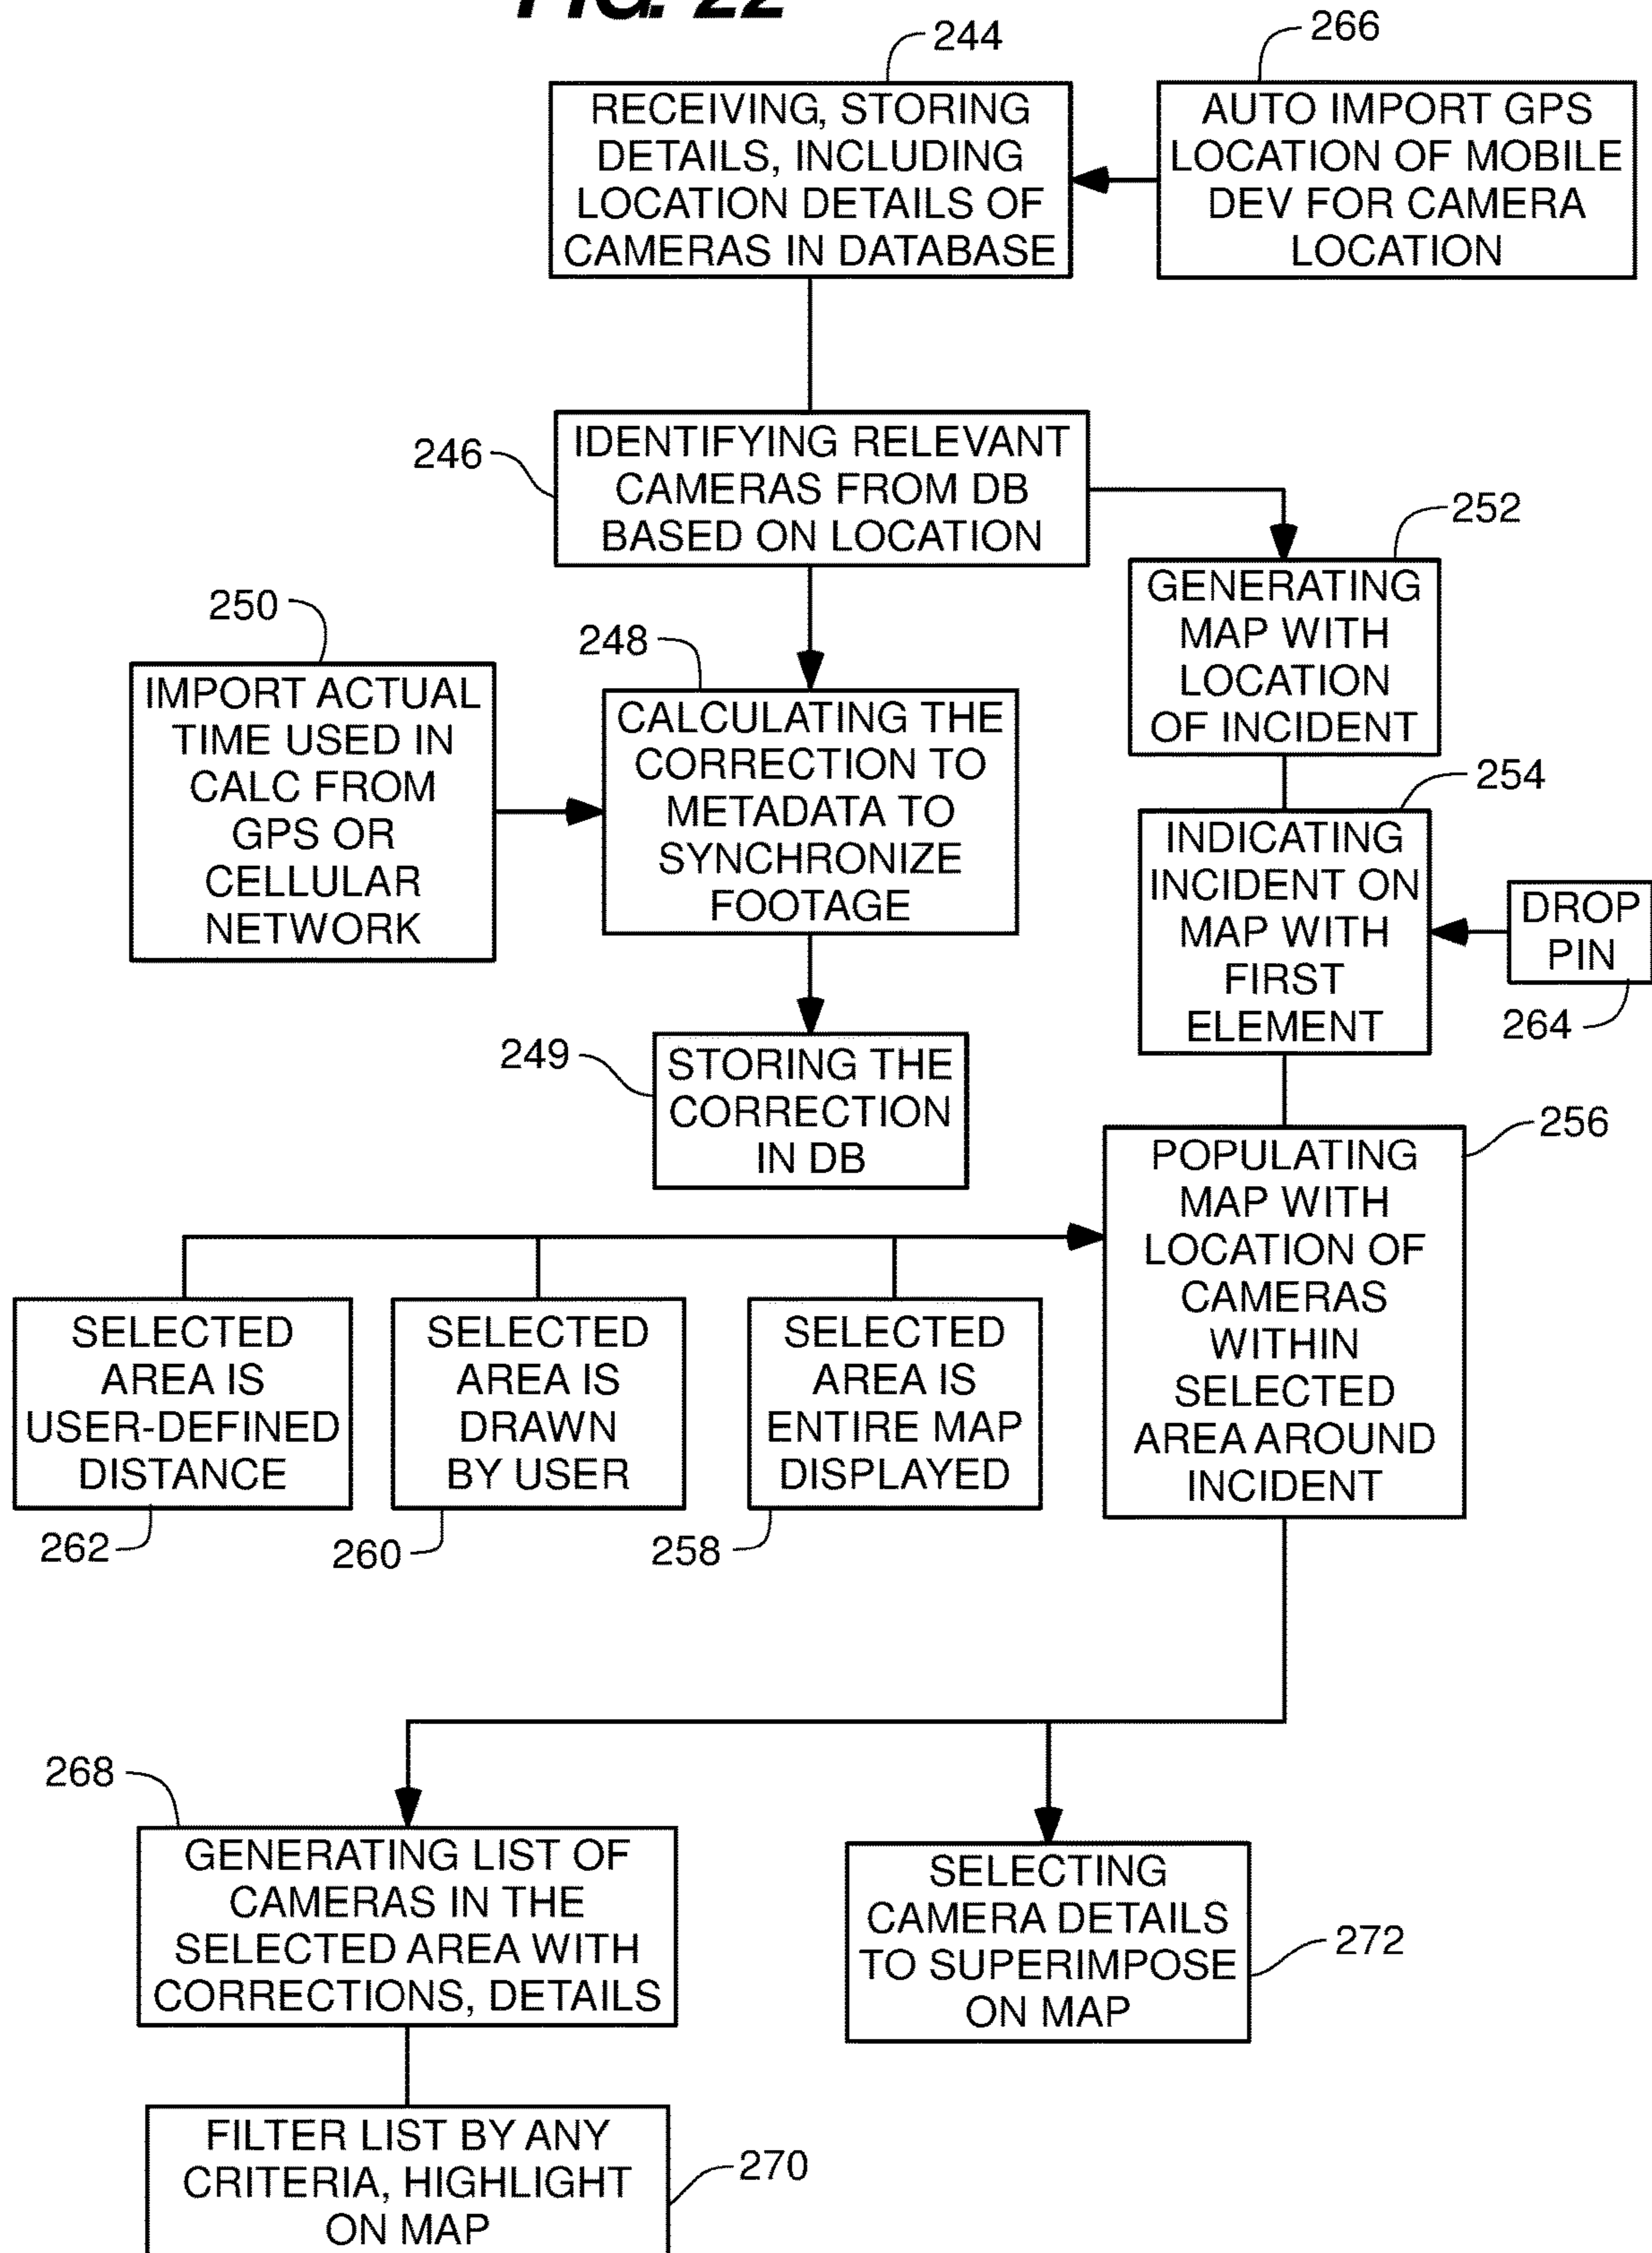 FIG. 22
244
266
RECEIVING, STORING
DETAILS, INCLUDING
LOCATION DETAILS OF
CAMERAS IN DATABASE
AUTO IMPORT GPS
LOCATION OF MOBILE
DEV FOR CAMERA
LOCATION
246
IDENTIFYING RELEVANT
CAMERAS FROM DB
BASED ON LOCATION
252
GENERATING
MAP WITH
LOCATION
OF INCIDENT
250
IMPORT ACTUAL
TIME USED IN
CALC FROM
GPS OR
CELLULAR
NETWORK
248
CALCULATING THE
CORRECTION TO
METADATA TO
SYNCHRONIZE
FOOTAGE
254
INDICATING
INCIDENT ON
MAP WITH
FIRST
ELEMENT
DROP
PIN
264
249
STORING THE
CORRECTION
IN DB
256
POPULATING
MAP WITH
LOCATION OF
CAMERAS
WITHIN
SELECTED
AREA AROUND
INCIDENT
SELECTED
AREA IS
USER-DEFINED
DISTANCE
262
SELECTED
AREA IS
DRAWN
BY USER
260
SELECTED
AREA IS
ENTIRE MAP
DISPLAYED
258
268
GENERATING LIST OF
CAMERAS IN THE
SELECTED AREA WITH
CORRECTIONS, DETAILS
SELECTING
CAMERA DETAILS
TO SUPERIMPOSE
ON MAP
272
FILTER LIST BY ANY
CRITERIA, HIGHLIGHT
ON MAP
270